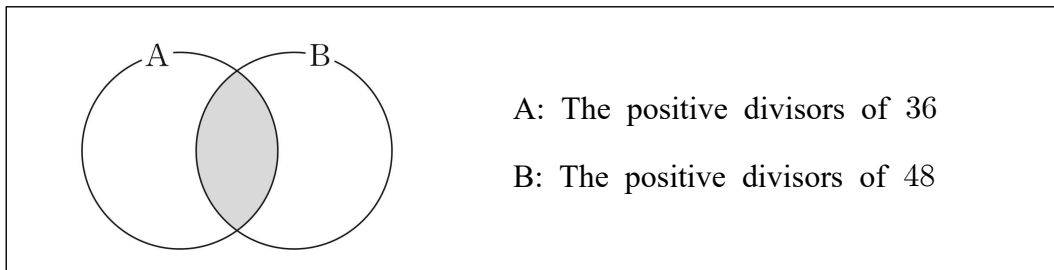 A B
A: The positive divisors of 36
B: The positive divisors of 48